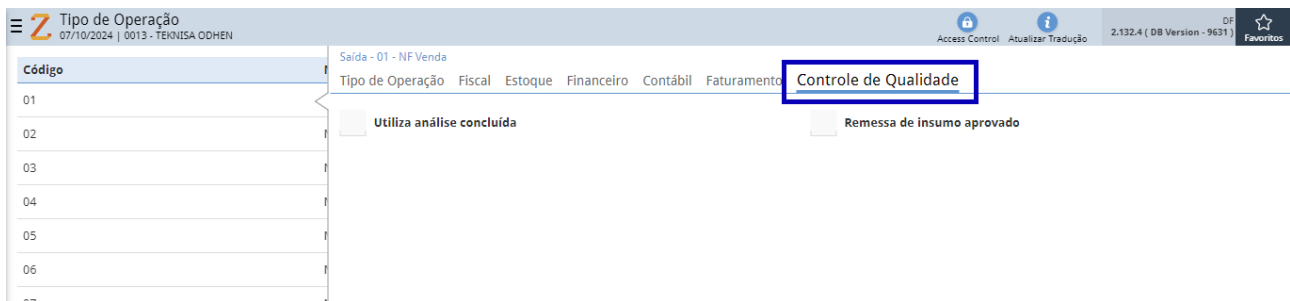 Tipo de Operação
07/10/2024 | 0013 - TEKNISA ODHEN
Access Control
Atualizar Tradução
DF
2.132.4 ( DB Version - 9631 )
Favoritos
Código
Saída - 01 - NF Venda
Tipo de Operação Fiscal Estoque Financeiro Contábil Faturamento Controle de Qualidade
01
Utiliza análise concluída
Remessa de insumo aprovado
02
03
04
05
06